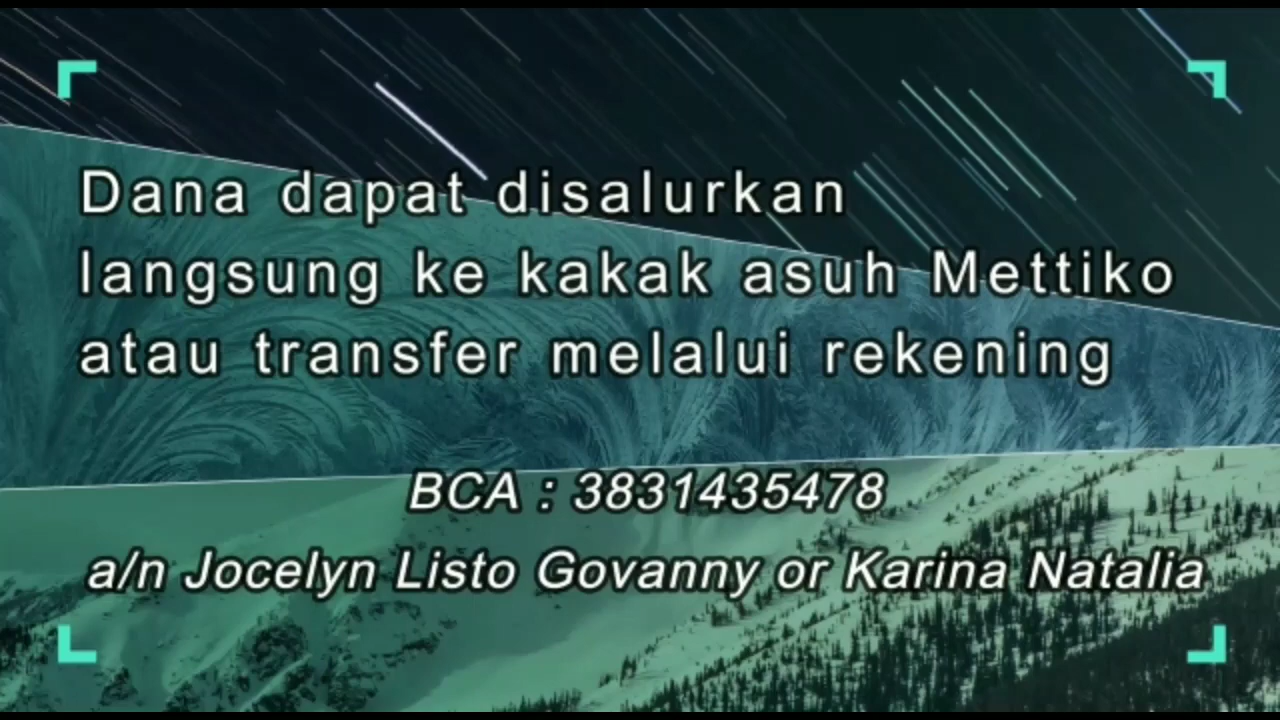 Dana dapat disalurkan
langsung ke kakak asuh Mettiko
atau transfer melalui rekening
BCA : 3831435478
a/n Jocelyn Listo Govanny or Karina Natalia